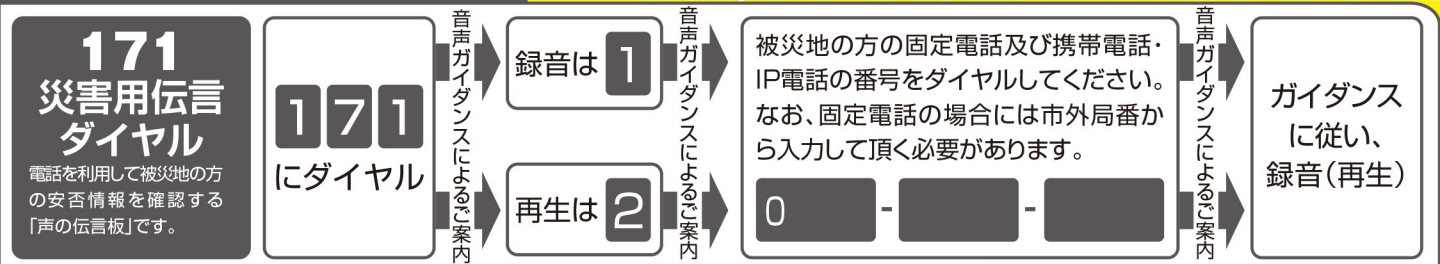 171
災害用伝言
ダイヤル
電話を利用して被災地の方
の安否情報を確認する
「声の伝言板」です。
171
にダイヤル
音声ガイダンスによるご案内
録音は 1
再生は 2
音声ガイダンスによるご案内
被災地の方の固定電話及び携帯電話・
IP電話の番号をダイヤルしてください。
なお、固定電話の場合には市外局番か
ら入力して頂く必要があります。
0 - -
音声ガイダンスによるご案内
ガイダンス
に従い、
録音(再生)